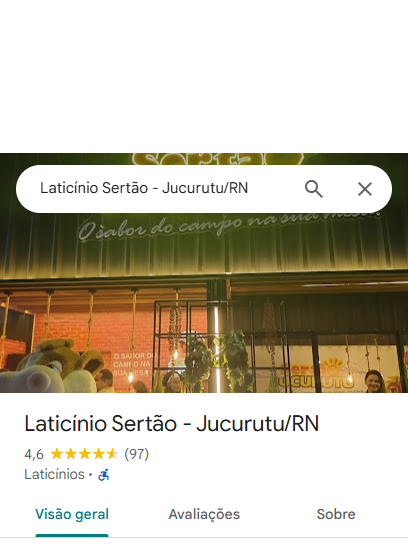 SERTÃO
Laticínio Sertão - Jucurutu/RN
O sabor do campo na sua mesa
O SABOR DO
CAMPO NA
SUA MESA
JUCURUTU
Laticínio Sertão - Jucurutu/RN
4,6 (97)
Laticínios ·
Visão geral
Avaliações
Sobre